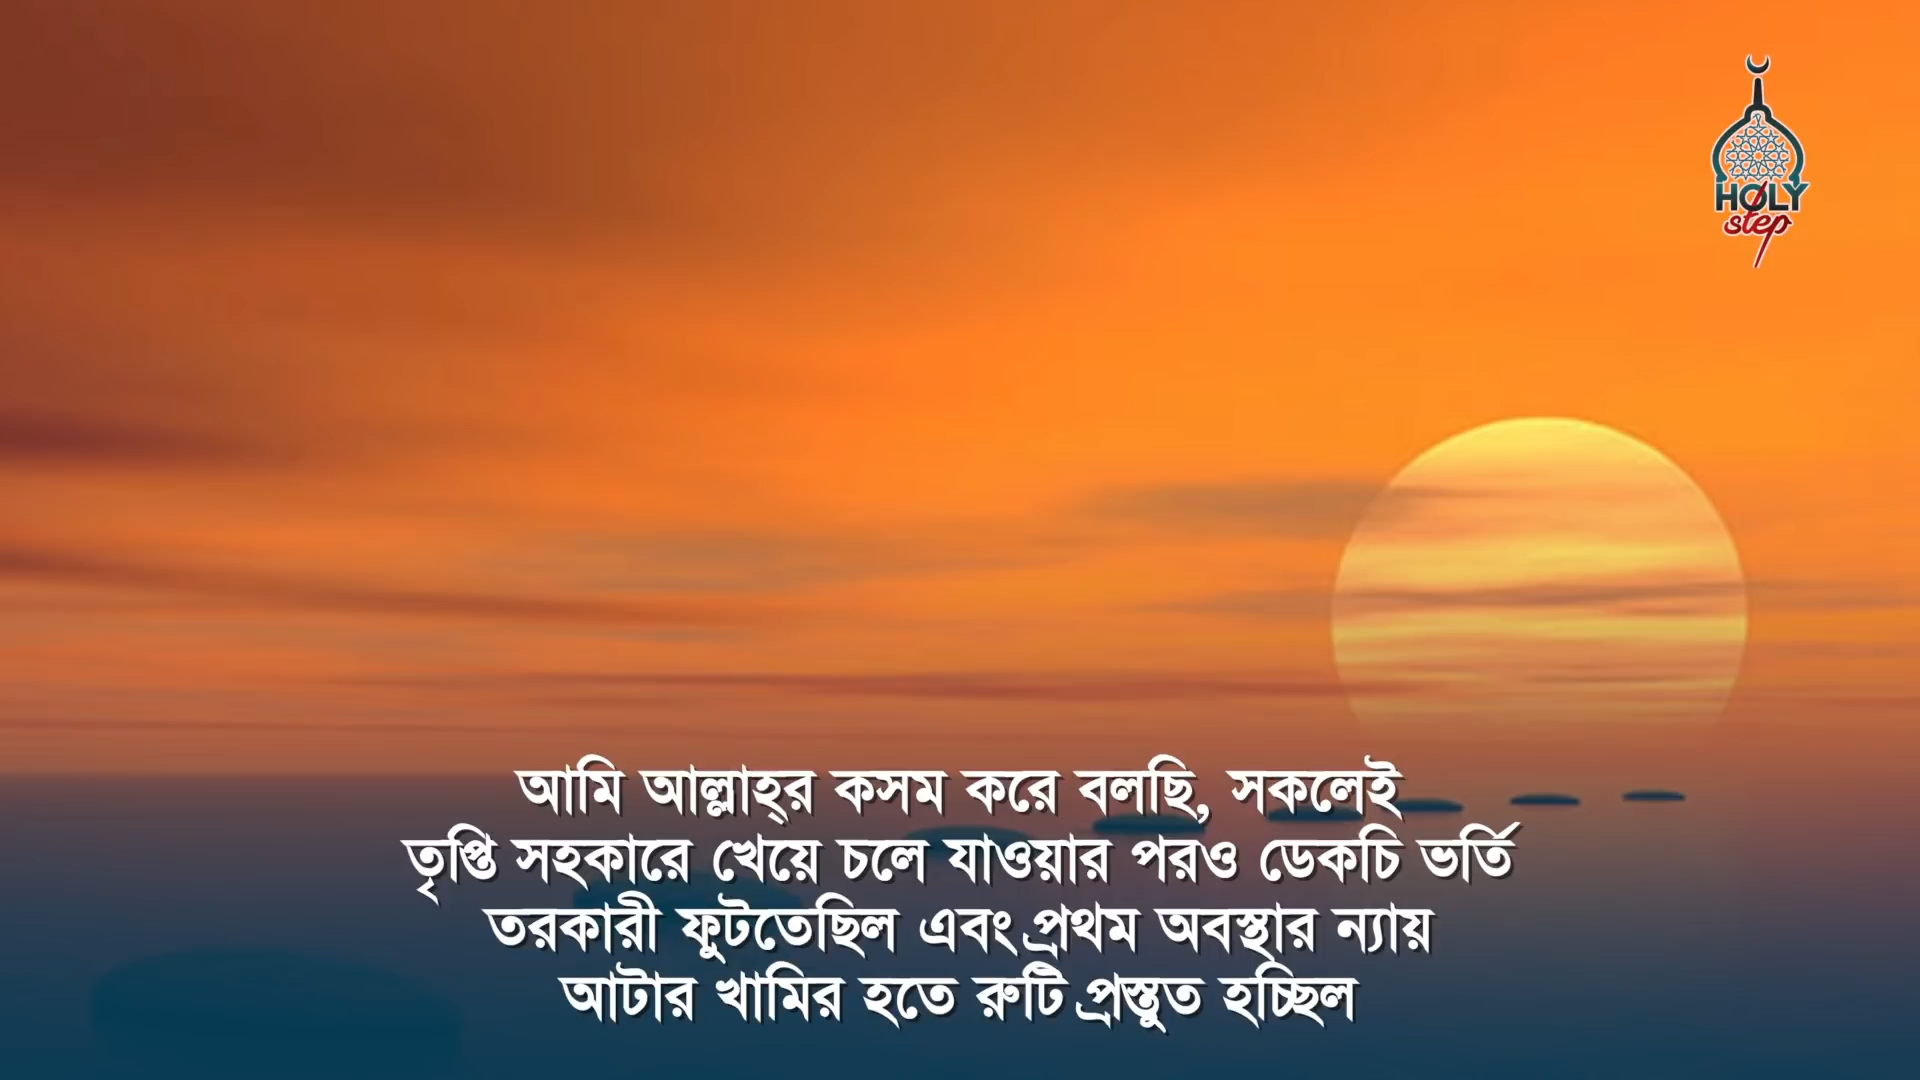 HOLY
step
আমি আল্লাহ্‌র কসম করে বলছি, সকলেই
তৃপ্তি সহকারে খেয়ে চলে যাওয়ার পরও ডেকচি ভর্তি
তরকারী ফুটতেছিল এবং প্রথম অবস্থার ন্যায়
আটার খামির হতে রুটি প্রস্তুত হচ্ছিল